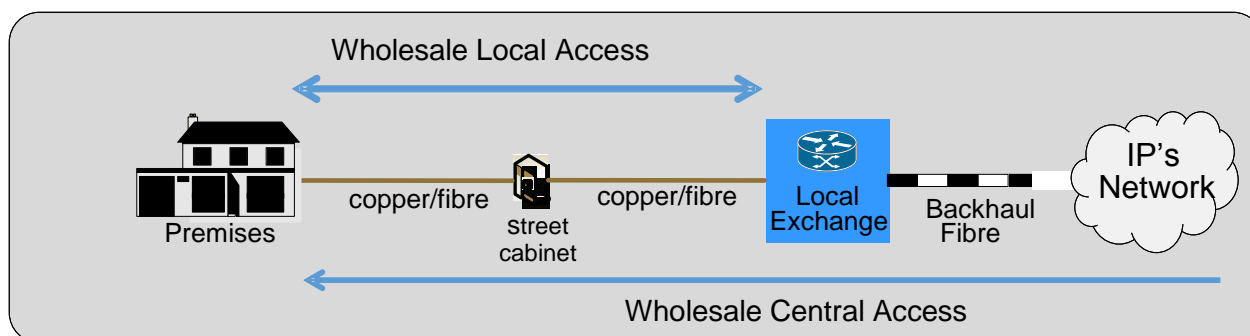 Wholesale Local Access
Premises
copper/fibre
street
cabinet
copper/fibre
Local
Exchange
Backhaul
Fibre
IP's
Network
Wholesale Central Access